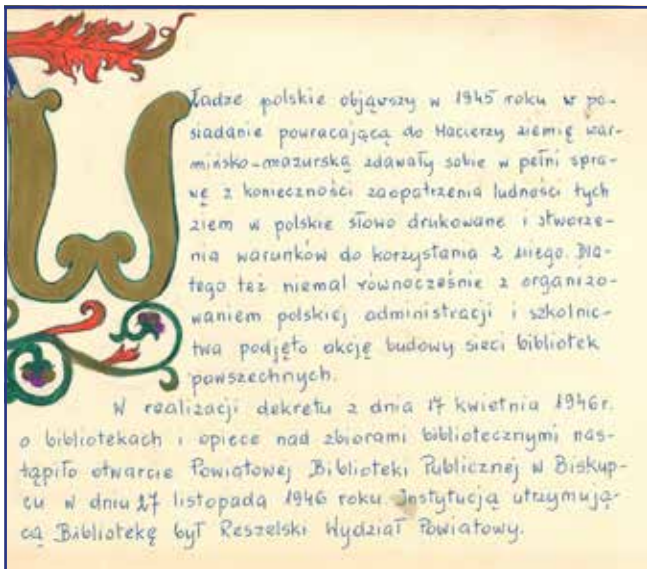 Władze polskie objąwszy w 1945 roku w po-
siadanie powracającą do Macierzy ziemię war-
mińsko-mazurską zdawały sobie w pełni spra-
wę z konieczności zaopatrzenia ludności tych
ziem w polskie słowo drukowane i stworze-
nia warunków do korzystania z niego. Dla-
tego też niemal równocześnie z organizo-
waniem polskiej administracji i szkolnic-
twa podjęto akcję budowy sieci bibliotek
powszechnych.
W realizacji dekretu z dnia 17 kwietnia 1946r.
o bibliotekach i opiece nad zbiorami bibliotecznymi nas-
tąpiło otwarcie Powiatowej Biblioteki Publicznej w Biskup-
cu w dniu 27 listopada 1946 roku. Instytucją utrzymują-
cą Bibliotekę był Reszelski Wydział Powiatowy.